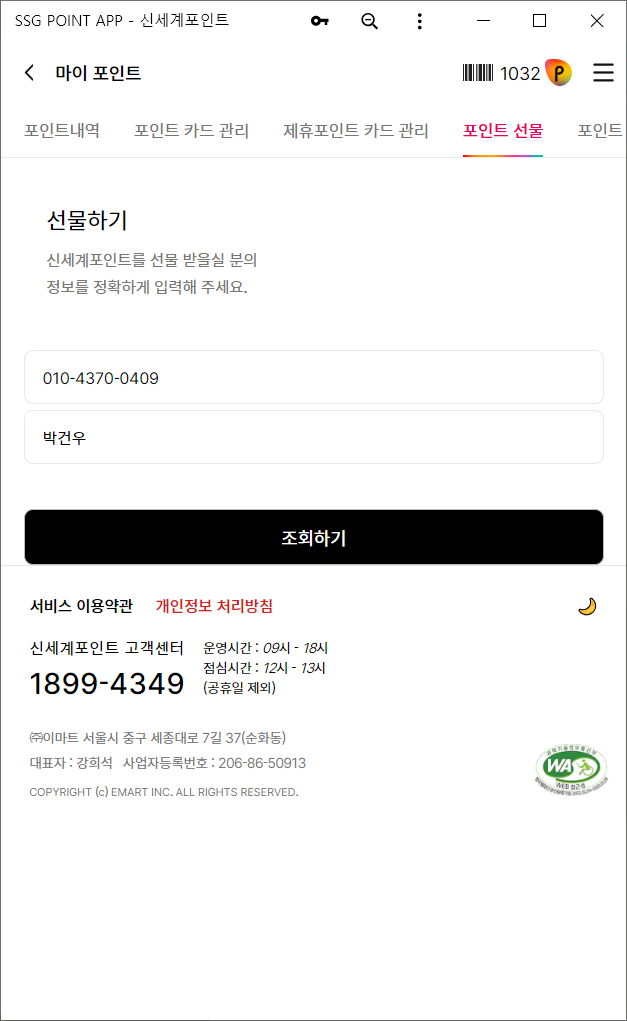 SSG POINT APP - 신세계포인트
마이 포인트
1032 P
포인트내역 포인트 카드 관리 제휴포인트 카드 관리 포인트 선물 포인트
선물하기
신세계포인트를 선물 받을실 분의
정보를 정확하게 입력해 주세요.
010-4370-0409
박건우
조회하기
서비스 이용약관 개인정보 처리방침
신세계포인트 고객센터
1899-4349
운영시간 : 09시 - 18시
점심시간 : 12시 - 13시
(공휴일 제외)
㈜이마트 서울시 중구 세종대로 7길 37(순화동)
대표자 : 강희석 사업자등록번호 : 206-86-50913
COPYRIGHT (c) EMART INC. ALL RIGHTS RESERVED.
과학기술정보통신부
WA
WEB 접근성